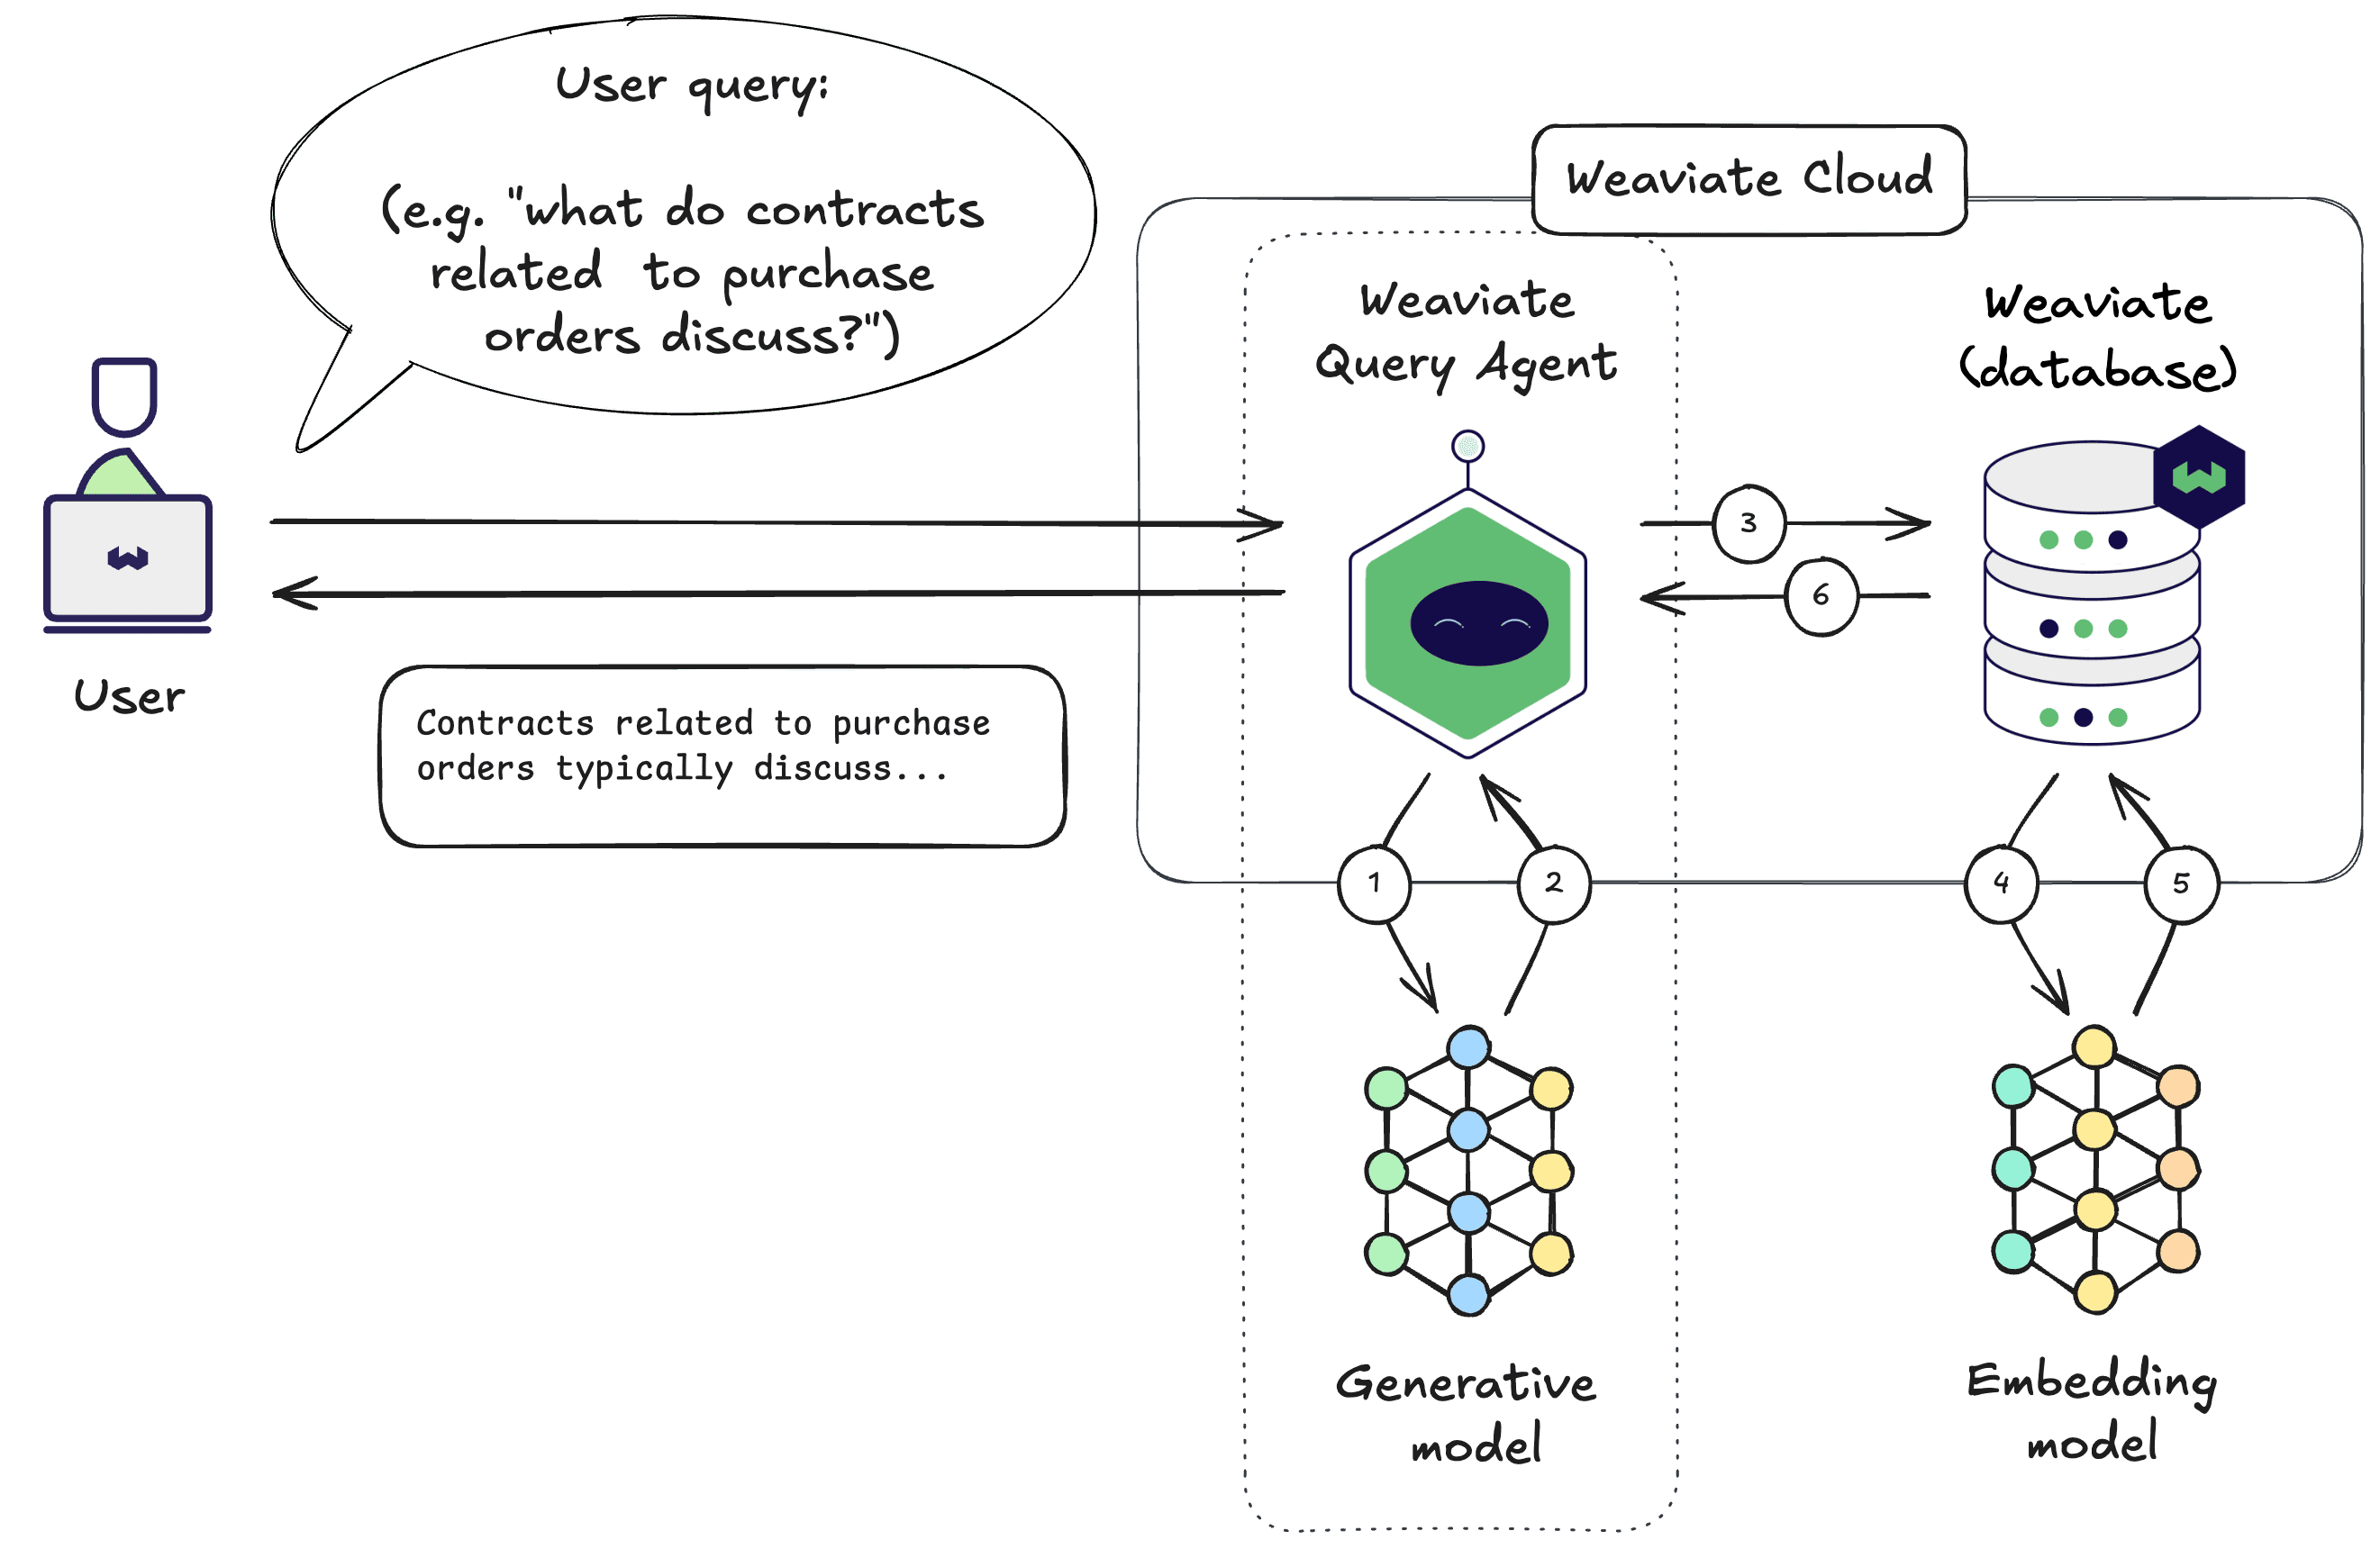 User query:
(e.g. "what do contracts
related to purchase
orders discuss?")
Weaviate Cloud
Weaviate
Query Agent
Weaviate
(database)
3
6
User
Contracts related to purchase
orders typically discuss...
1
2
4
5
Generative
model
Embedding
model